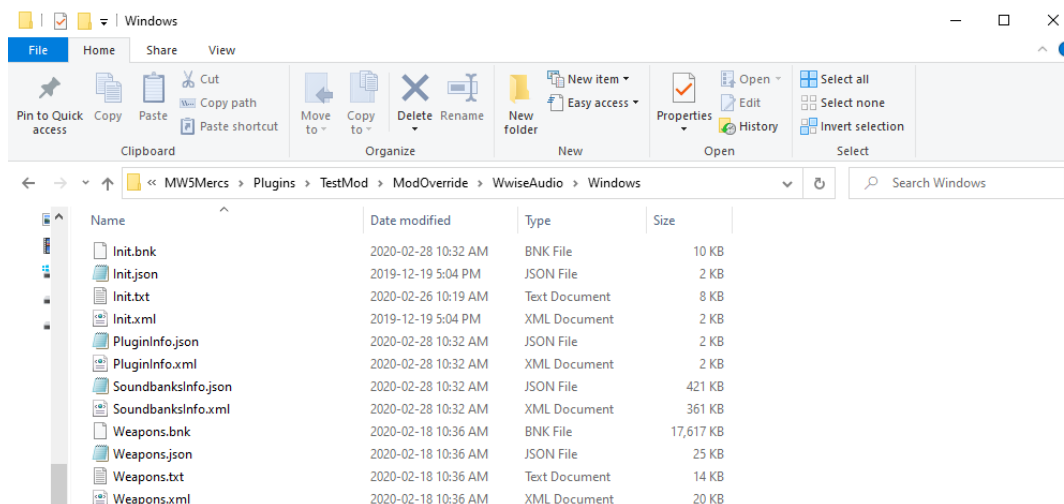 Windows
File Home Share View
Pin to Quick access
Copy
Paste
Cut
Copy path
Paste shortcut
Clipboard
Move to
Copy to
Delete
Rename
Organize
New folder
New item
Easy access
New
Properties
Open
Edit
History
Open
Select all
Select none
Invert selection
Select
« MW5Mercs > Plugins > TestMod > ModOverride > WwiseAudio > Windows
Search Windows
Name Date modified Type Size
Init.bnk 2020-02-28 10:32 AM BNK File 10 KB
Init.json 2019-12-19 5:04 PM JSON File 2 KB
Init.txt 2020-02-26 10:19 AM Text Document 8 KB
Init.xml 2019-12-19 5:04 PM XML Document 2 KB
PluginInfo.json 2020-02-28 10:32 AM JSON File 2 KB
PluginInfo.xml 2020-02-28 10:32 AM XML Document 2 KB
SoundbanksInfo.json 2020-02-28 10:32 AM JSON File 421 KB
SoundbanksInfo.xml 2020-02-28 10:32 AM XML Document 361 KB
Weapons.bnk 2020-02-18 10:36 AM BNK File 17,617 KB
Weapons.json 2020-02-18 10:36 AM JSON File 25 KB
Weapons.txt 2020-02-18 10:36 AM Text Document 14 KB
Weapons.xml 2020-02-18 10:36 AM XML Document 20 KB